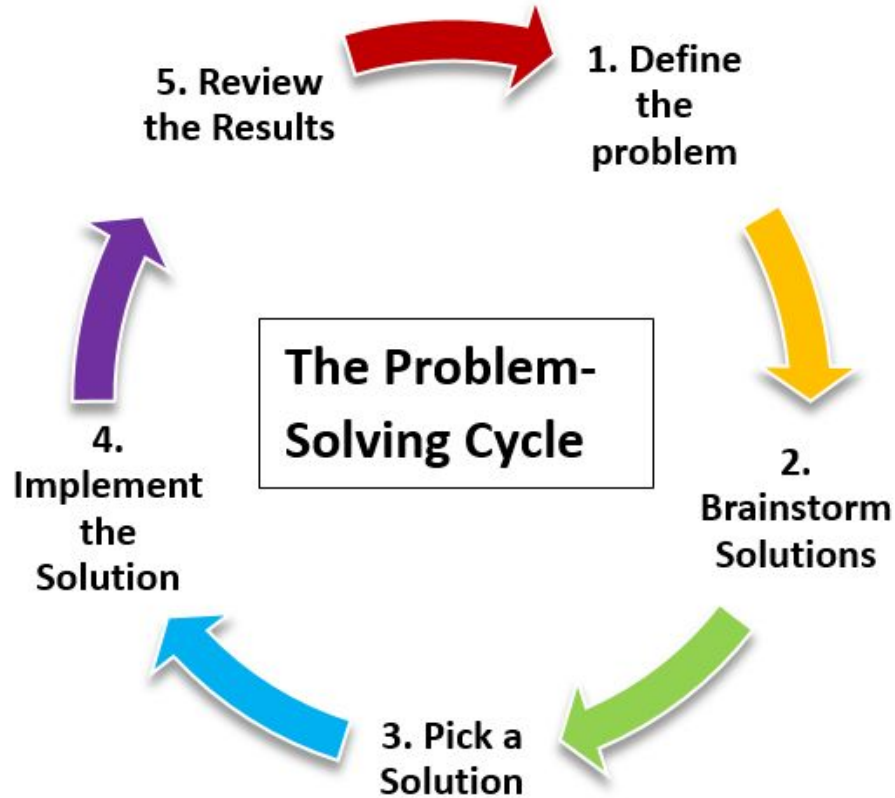 The Problem-
Solving Cycle
1. Define
the
problem
2.
Brainstorm
Solutions
3. Pick a
Solution
4.
Implement
the
Solution
5. Review
the Results